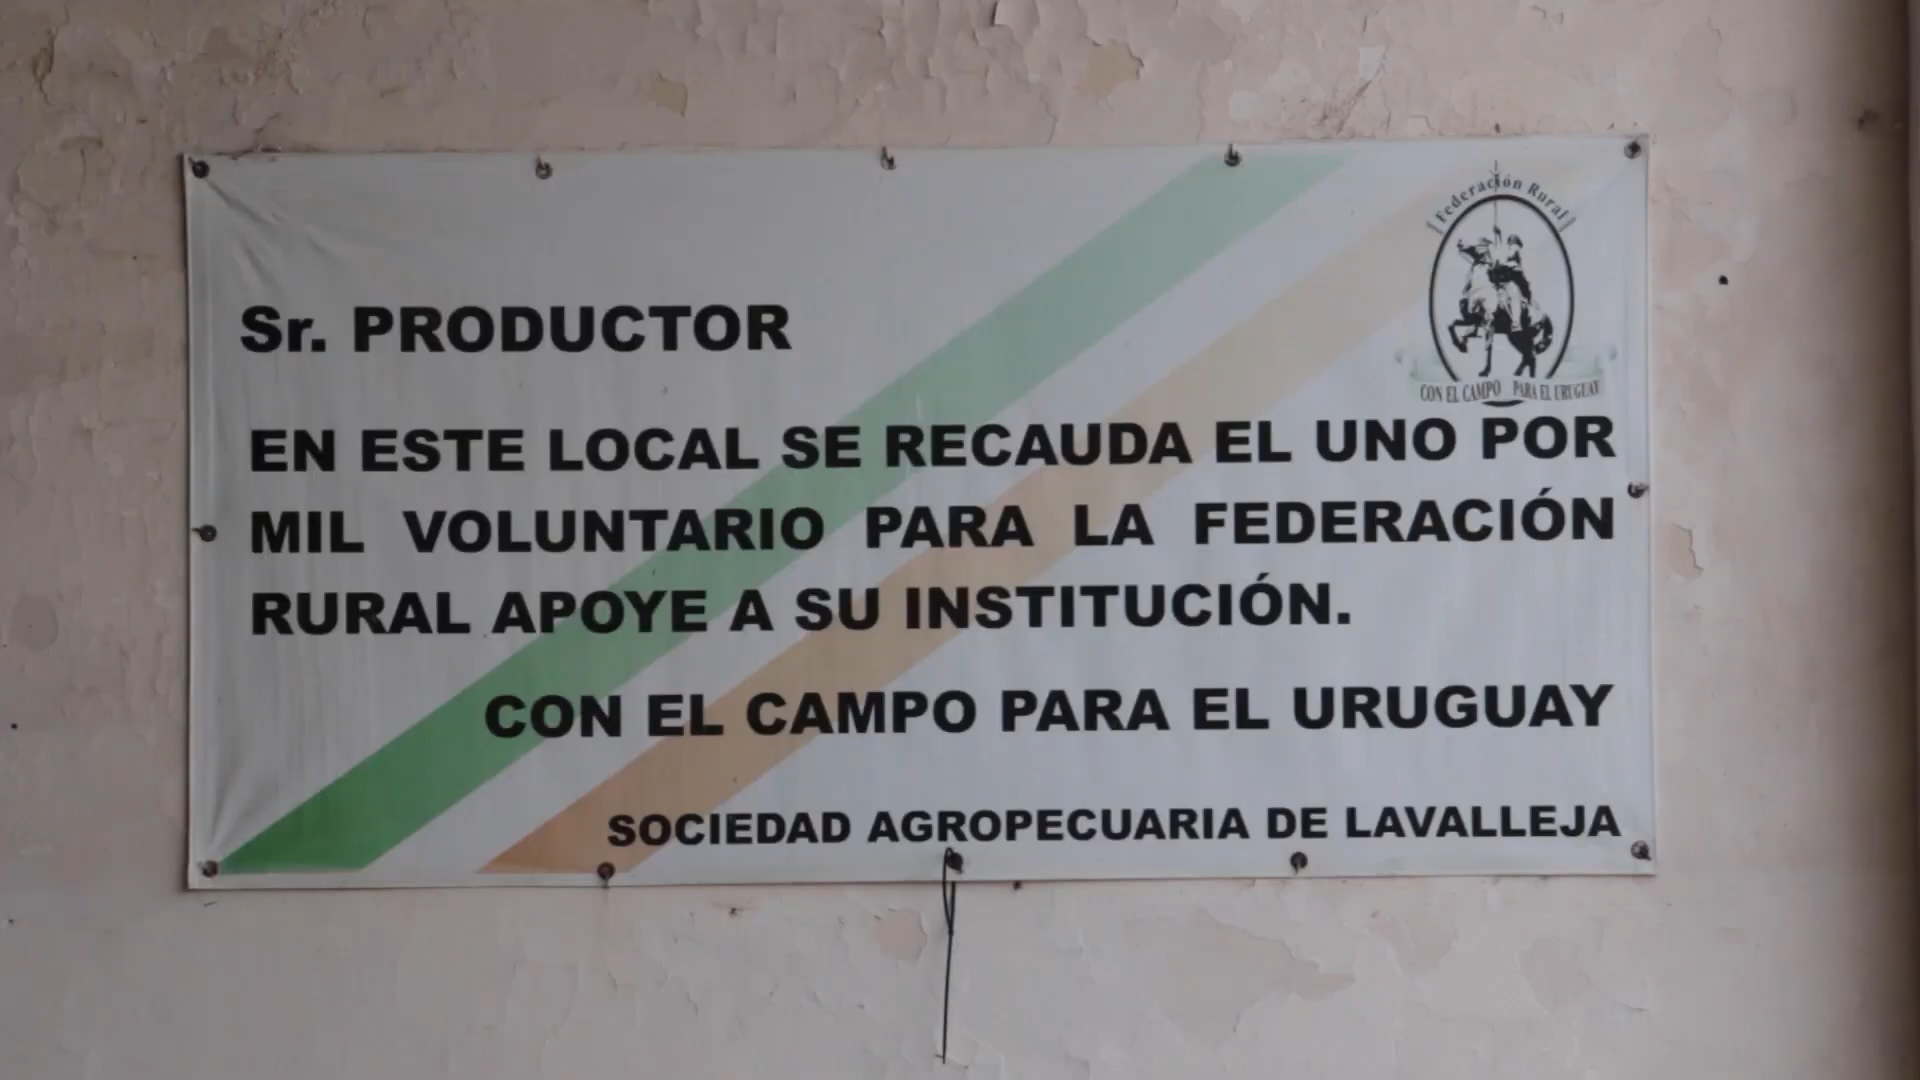 Federación Rural
CON EL CAMPO PARA EL URUGUAY
Sr. PRODUCTOR
EN ESTE LOCAL SE RECAUDA EL UNO POR
MIL VOLUNTARIO PARA LA FEDERACIÓN
RURAL APOYE A SU INSTITUCIÓN.
CON EL CAMPO PARA EL URUGUAY
SOCIEDAD AGROPECUARIA DE LAVALLEJA